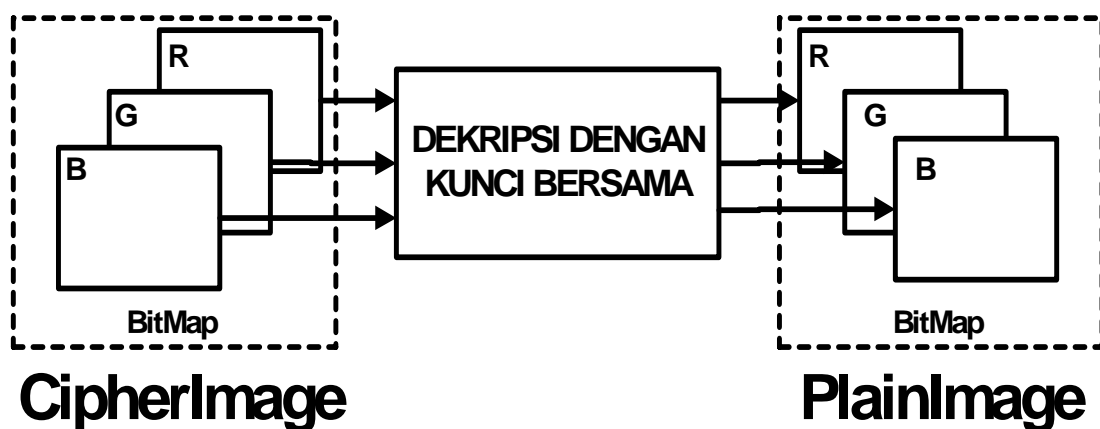 R
G
B
BitMap
CipherImage
DEKRIPSI DENGAN
KUNCI BERSAMA
R
G
B
BitMap
PlainImage